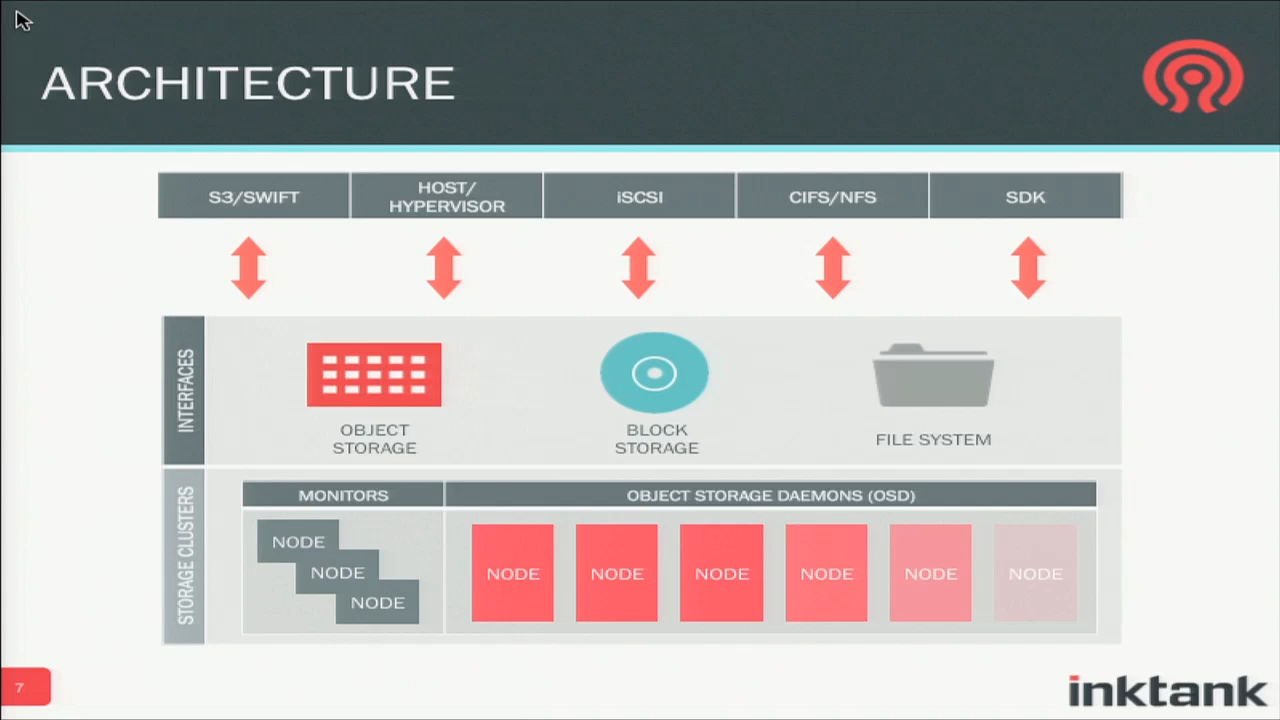 ARCHITECTURE
S3/SWIFT
HOST/
HYPERVISOR
iSCSI
CIFS/NFS
SDK
INTERFACES
OBJECT
STORAGE
BLOCK
STORAGE
FILE SYSTEM
STORAGE CLUSTERS
MONITORS
OBJECT STORAGE DAEMONS (OSD)
NODE
NODE
NODE
NODE
NODE
NODE
NODE
NODE
NODE
7
inktank